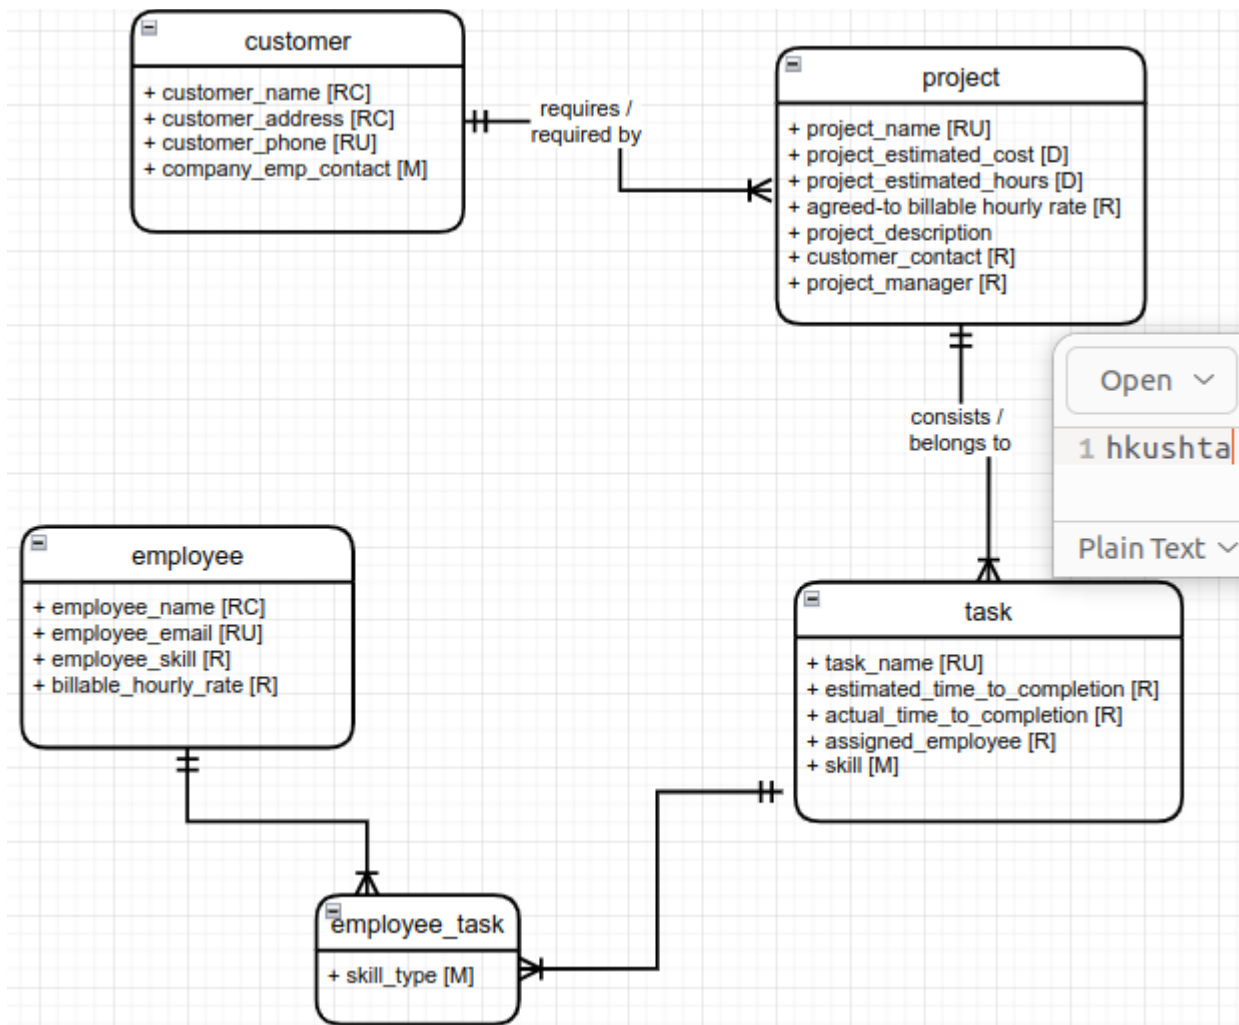 customer
+ customer_name [RC]
+ customer_address [RC]
+ customer_phone [RU]
+ company_emp_contact [M]
requires /
required by
project
+ project_name [RU]
+ project_estimated_cost [D]
+ project_estimated_hours [D]
+ agreed-to billable hourly rate [R]
+ project_description
+ customer_contact [R]
+ project_manager [R]
consists /
belongs to
Open
1 hkushta
Plain Text
employee
+ employee_name [RC]
+ employee_email [RU]
+ employee_skill [R]
+ billable_hourly_rate [R]
task
+ task_name [RU]
+ estimated_time_to_completion [R]
+ actual_time_to_completion [R]
+ assigned_employee [R]
+ skill [M]
employee_task
+ skill_type [M]